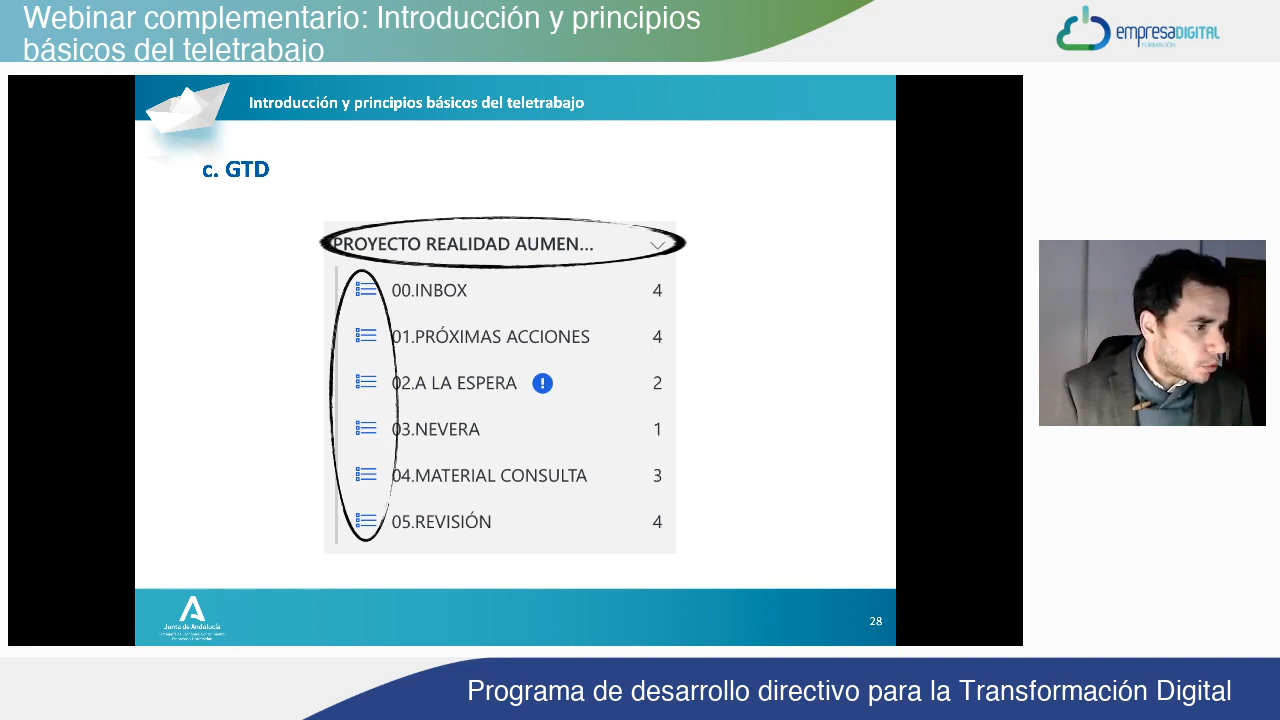 Webinar complementario: Introducción y principios
básicos del teletrabajo
empresaDIGITAL
FORMACIÓN
Introducción y principios básicos del teletrabajo
c. GTD
PROYECTO REALIDAD AUMEN...
00.INBOX 4
01.PRÓXIMAS ACCIONES 4
02.A LA ESPERA ! 2
03.NEVERA 1
04.MATERIAL CONSULTA 3
05.REVISIÓN 4
Junta de Andalucía
28
Programa de desarrollo directivo para la Transformación Digital